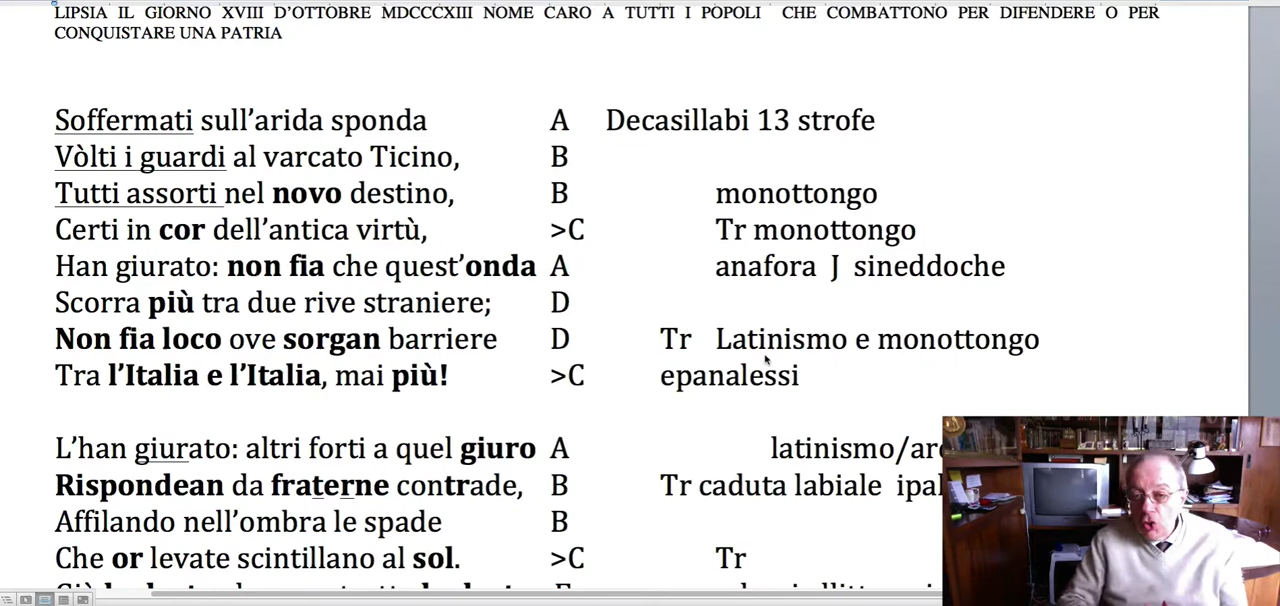 LIPSIA IL GIORNO XVIII D’OTTOBRE MDCCCXIII NOME CARO A TUTTI I POPOLI CHE COMBATTONO PER DIFENDERE O PER
CONQUISTARE UNA PATRIA
Soffermati sull’arida sponda A Decasillabi 13 strofe
Vòlti i guardi al varcato Ticino, B
Tutti assorti nel novo destino, B monottongo
Certi in cor dell’antica virtù, >C Tr monottongo
Han giurato: non fia che quest’onda A anafora J sineddoche
Scorra più tra due rive straniere; D
Non fia loco ove sorgan barriere D Tr Latinismo e monottongo
Tra l’Italia e l’Italia, mai più! >C epanalessi
L’han giurato: altri forti a quel giuro A
Rispondean da fraterne contrade, B Tr caduta labiale
Affilando nell’ombra le spade B
Che or levate scintillano al sol. >C Tr